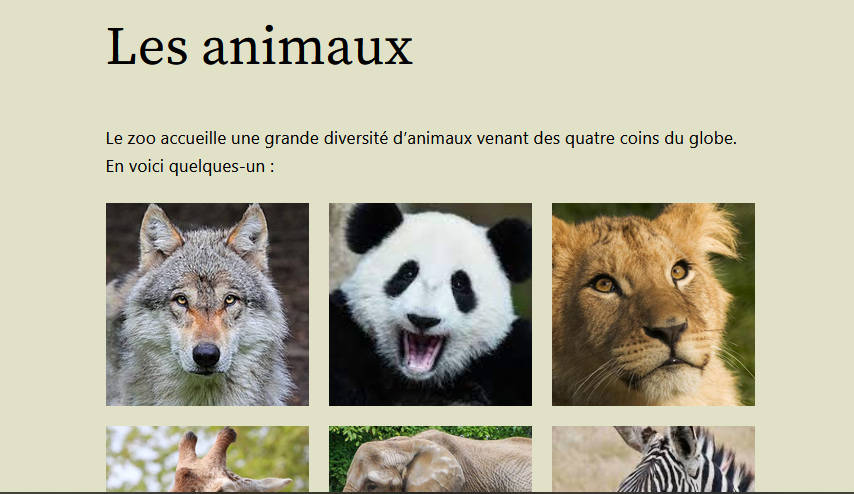 Les animaux
Le zoo accueille une grande diversité d’animaux venant des quatre coins du globe.
En voici quelques-un :